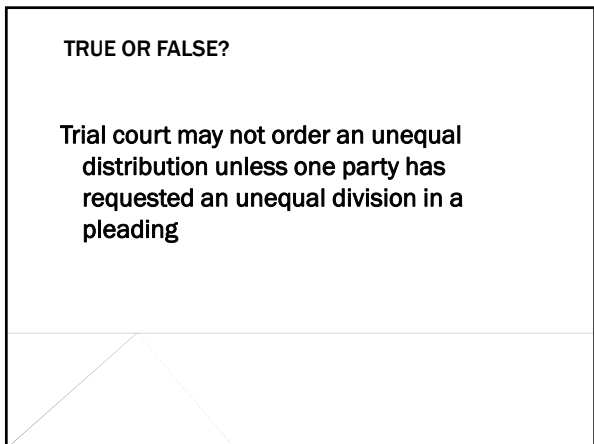 TRUE OR FALSE?
Trial court may not order an unequal
distribution unless one party has
requested an unequal division in a
pleading